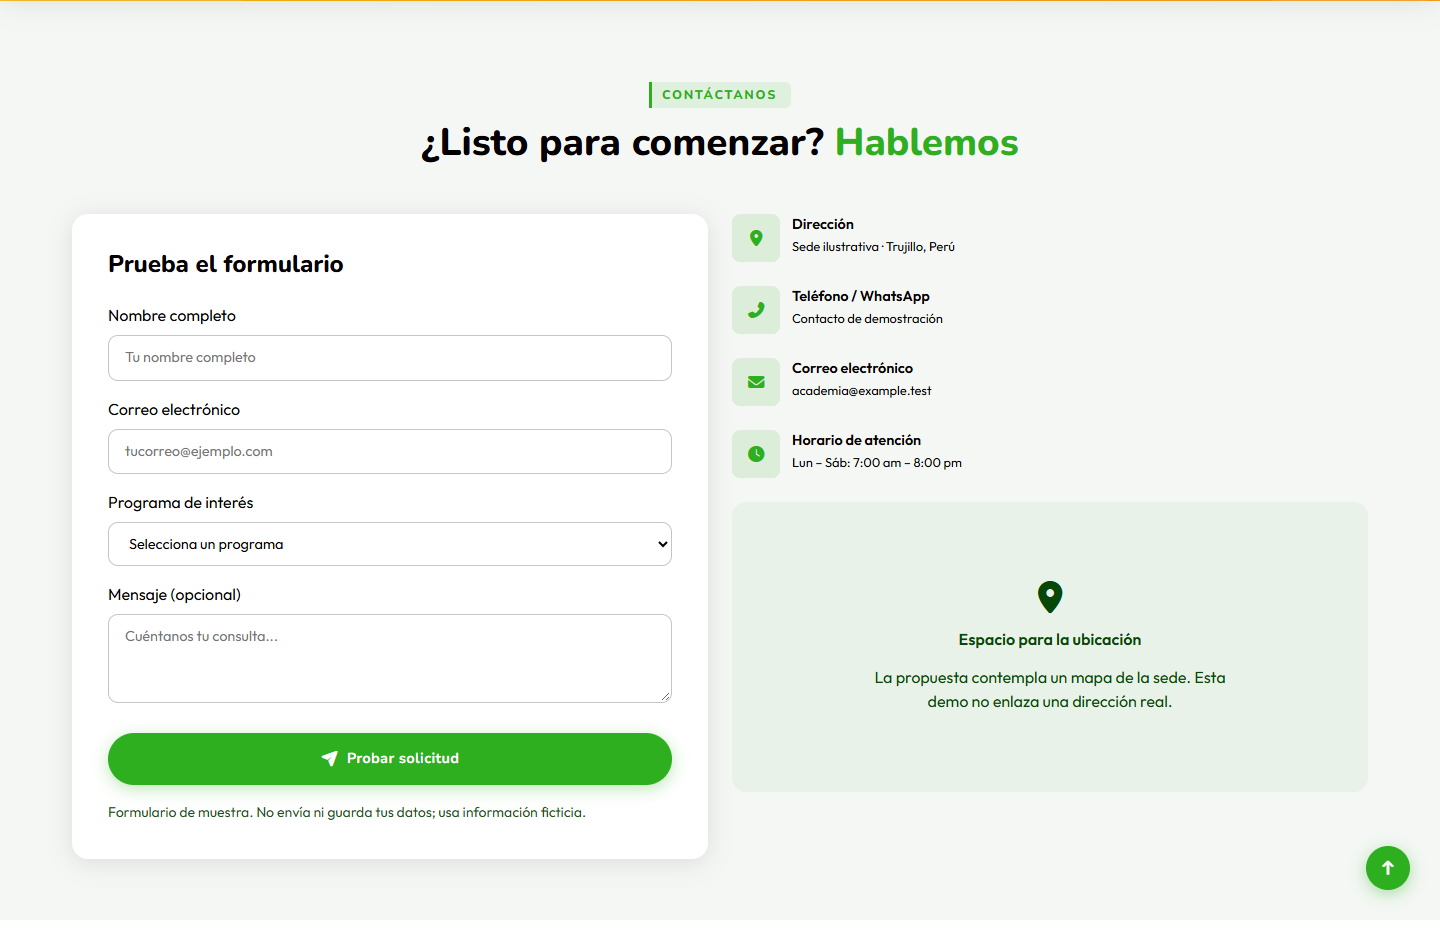 CONTÁCTANOS
¿Listo para comenzar? Hablemos
Prueba el formulario
Nombre completo
Tu nombre completo
Correo electrónico
tucorreo@ejemplo.com
Programa de interés
Selecciona un programa
Mensaje (opcional)
Cuéntanos tu consulta...
Probar solicitud
Formulario de muestra. No envía ni guarda tus datos; usa información ficticia.
Dirección
Sede ilustrativa · Trujillo, Perú
Teléfono / WhatsApp
Contacto de demostración
Correo electrónico
academia@example.test
Horario de atención
Lun – Sáb: 7:00 am – 8:00 pm
Espacio para la ubicación
La propuesta contempla un mapa de la sede. Esta
demo no enlaza una dirección real.